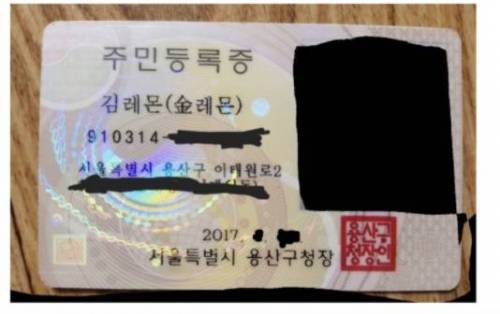 주민등록증
김레몬(金레몬)
910314-
서울특별시 용산구 이태원로2
2017.
서울특별시 용산구청장
용산구
청장인